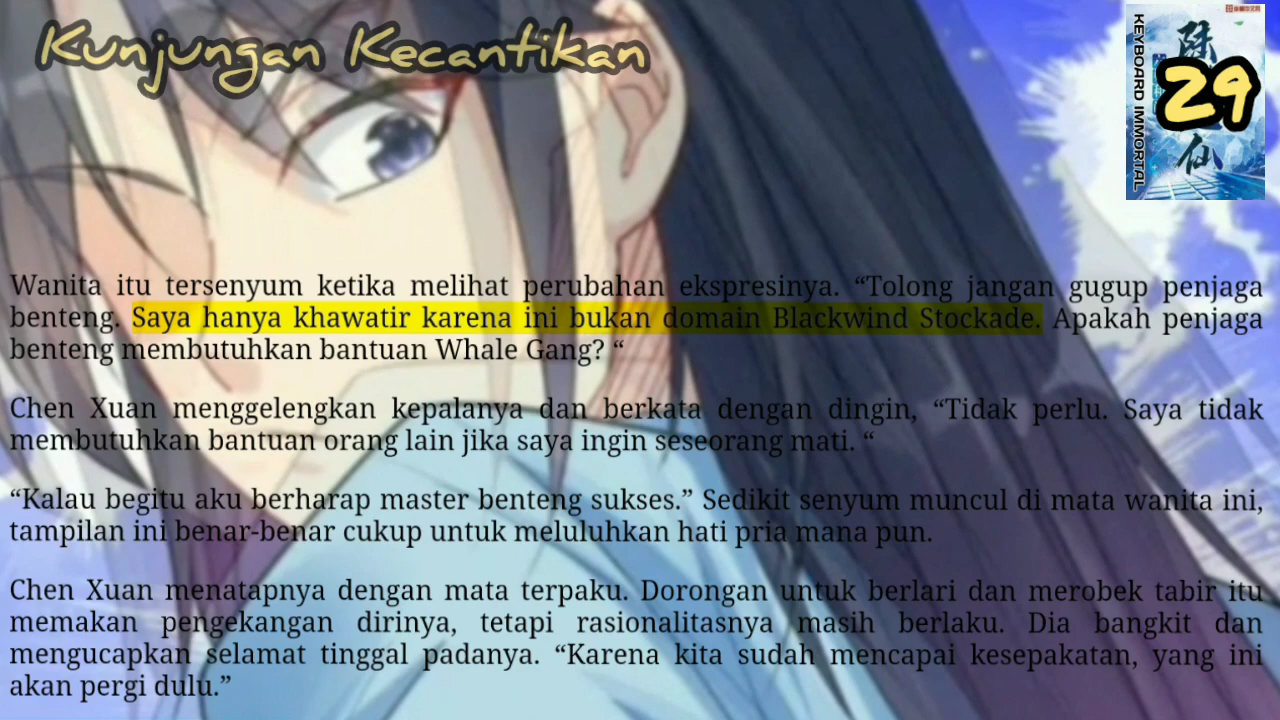 Kunjungan Kecantikan
KEYBOARD IMMORTAL
29
仙
Wanita itu tersenyum ketika melihat perubahan ekspresinya. “Tolong jangan gugup penjaga
benteng. Saya hanya khawatir karena ini bukan domain Blackwind Stockade. Apakah penjaga
benteng membutuhkan bantuan Whale Gang? “
Chen Xuan menggelengkan kepalanya dan berkata dengan dingin, “Tidak perlu. Saya tidak
membutuhkan bantuan orang lain jika saya ingin seseorang mati. “
“Kalau begitu aku berharap master benteng sukses.” Sedikit senyum muncul di mata wanita ini,
tampilan ini benar-benar cukup untuk meluluhkan hati pria mana pun.
Chen Xuan menatapnya dengan mata terpaku. Dorongan untuk berlari dan merobek tabir itu
memakan pengekangan dirinya, tetapi rasionalitasnya masih berlaku. Dia bangkit dan
mengucapkan selamat tinggal padanya. “Karena kita sudah mencapai kesepakatan, yang ini
akan pergi dulu.”